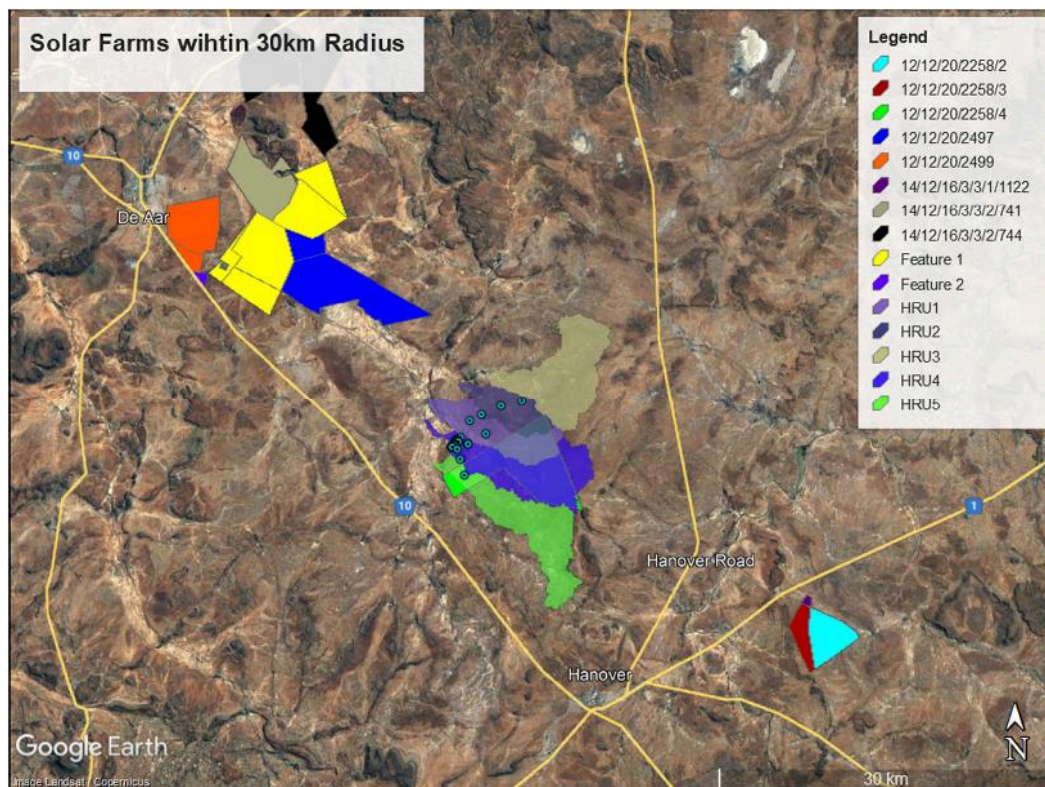 Solar Farms wihtin 30km Radius
Legend
12/12/20/2258/2
12/12/20/2258/3
12/12/20/2258/4
12/12/20/2497
12/12/20/2499
14/12/16/3/3/1/1122
14/12/16/3/3/2/741
14/12/16/3/3/2/744
Feature 1
Feature 2
HRU1
HRU2
HRU3
HRU4
HRU5
10
De Aar
10
1
Hanover Road
Hanover
N
Google Earth
Image Landsat / Copernicus
30 km